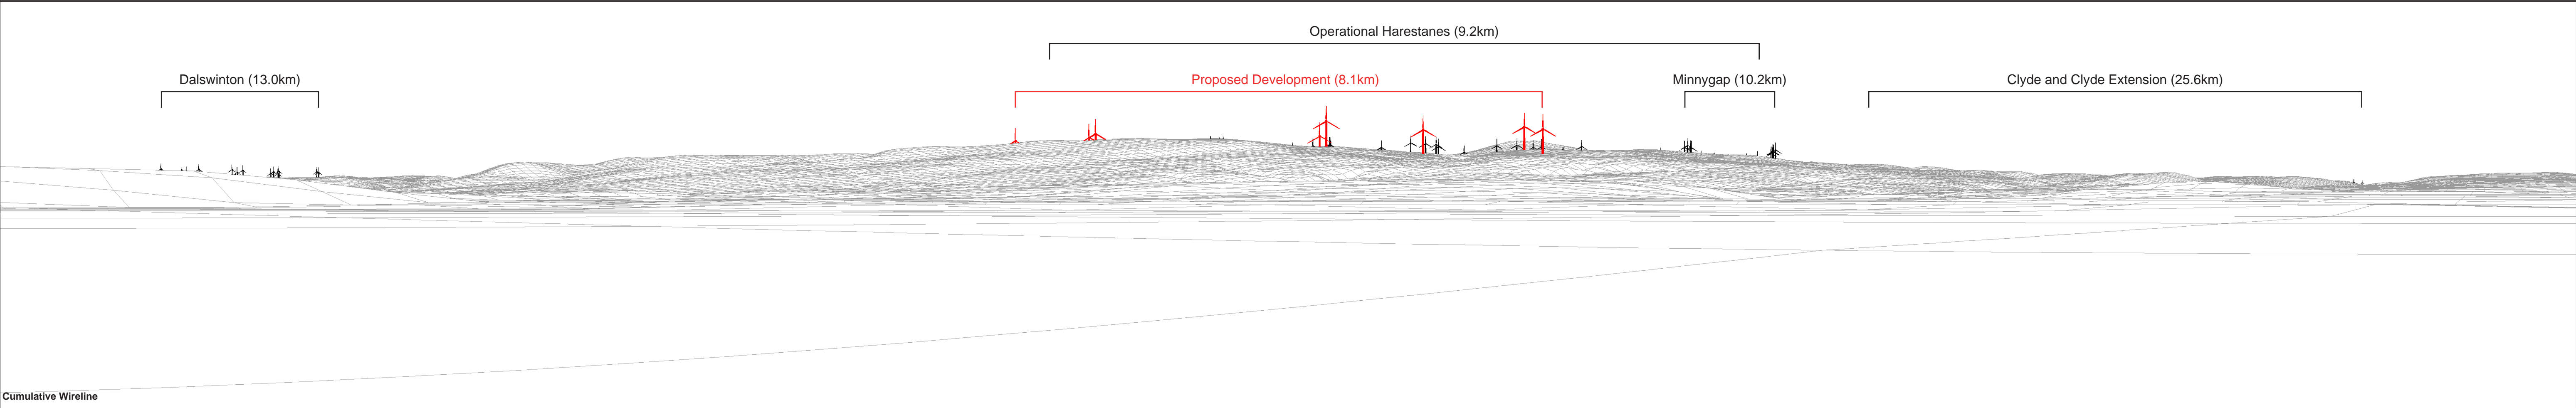 Operational Harestanes (9.2km)
Dalswinton (13.0km)
Proposed Development (8.1km)
Minnygap (10.2km)
Clyde and Clyde Extension (25.6km)
Cumulative Wireline